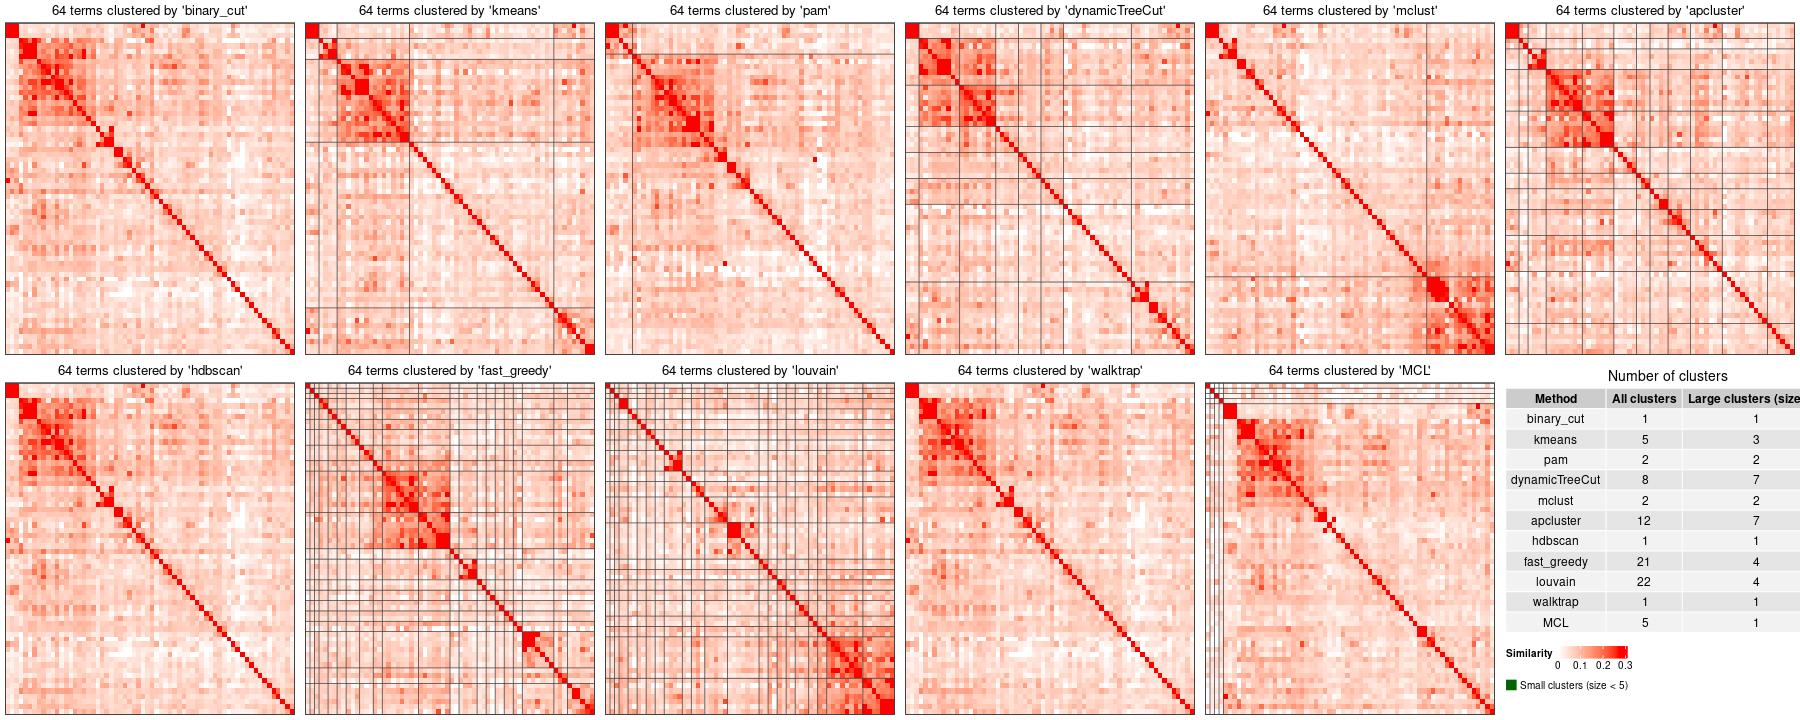 64 terms clustered by 'binary_cut'
64 terms clustered by 'kmeans'
64 terms clustered by 'pam'
64 terms clustered by 'dynamicTreeCut'
64 terms clustered by 'mclust'
64 terms clustered by 'apcluster'
64 terms clustered by 'hdbscan'
64 terms clustered by 'fast_greedy'
64 terms clustered by 'louvain'
64 terms clustered by 'walktrap'
64 terms clustered by 'MCL'
Number of clusters
Method All clusters Large clusters (size
binary_cut 1 1
kmeans 5 3
pam 2 2
dynamicTreeCut 8 7
mclust 2 2
apcluster 12 7
hdbscan 1 1
fast_greedy 21 4
louvain 22 4
walktrap 1 1
MCL 5 1
Similarity
0 0.1 0.2 0.3
Small clusters (size < 5)